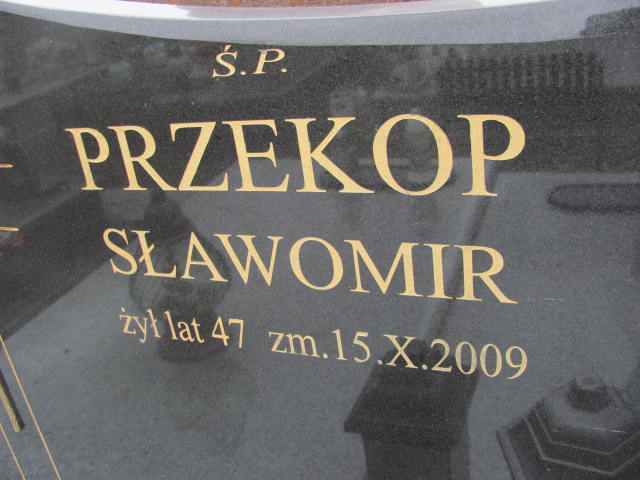 Ś.P.
PRZEKOP
SŁAWOMIR
żył lat 47 zm.15.X.2009